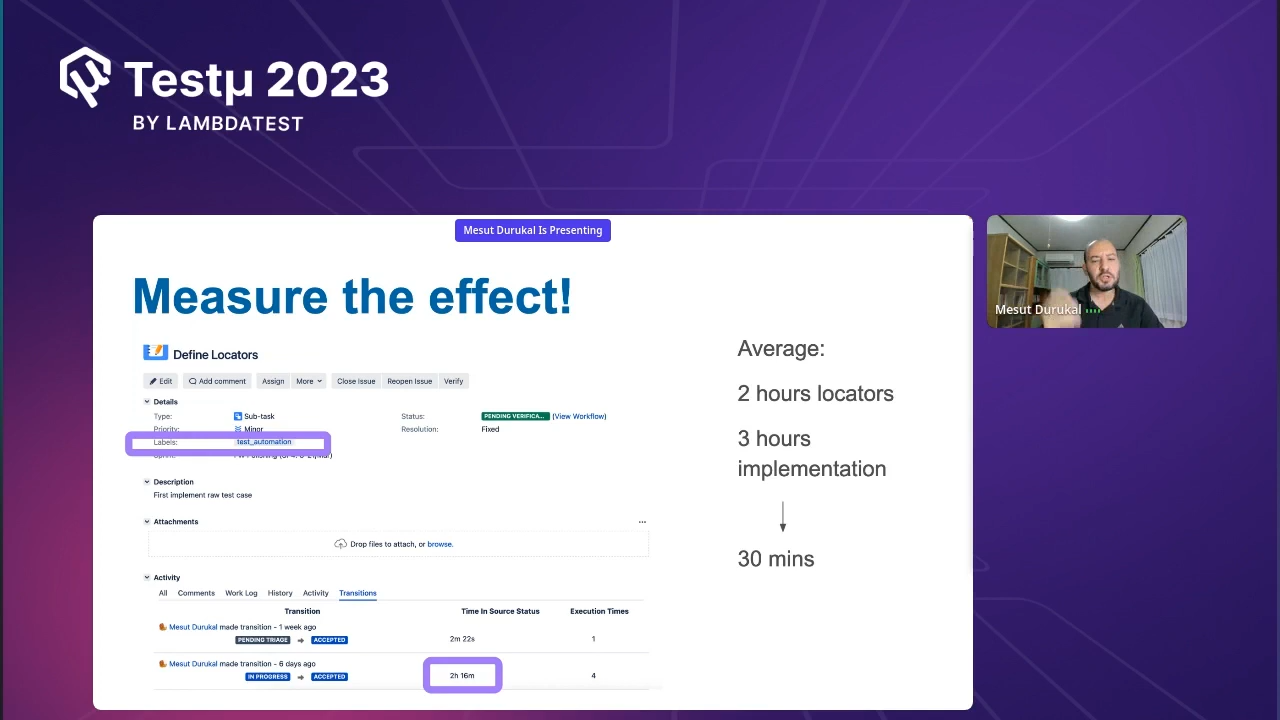 Testμ 2023
BY LAMBDATEST
Mesut Durukal Is Presenting
Measure the effect!
Define Locators
Edit Add comment Assign More Close Issue Reopen Issue Verify
Details
Type: Sub-task Status: PENDING VERIFICA... (View Workflow)
Priority: Minor Resolution: Fixed
Labels: test_automation
Description
First implement raw test case
Attachments
Drop files to attach, or browse.
Activity
All Comments Work Log History Activity Transitions
Transition Time In Source Status Execution Times
Mesut Durukal made transition - 1 week ago
PENDING TRIAGE ACCEPTED 2m 22s 1
Mesut Durukal made transition - 6 days ago
IN PROGRESS ACCEPTED 2h 16m 4
Average:
2 hours locators
3 hours
implementation
30 mins
Mesut Durukal